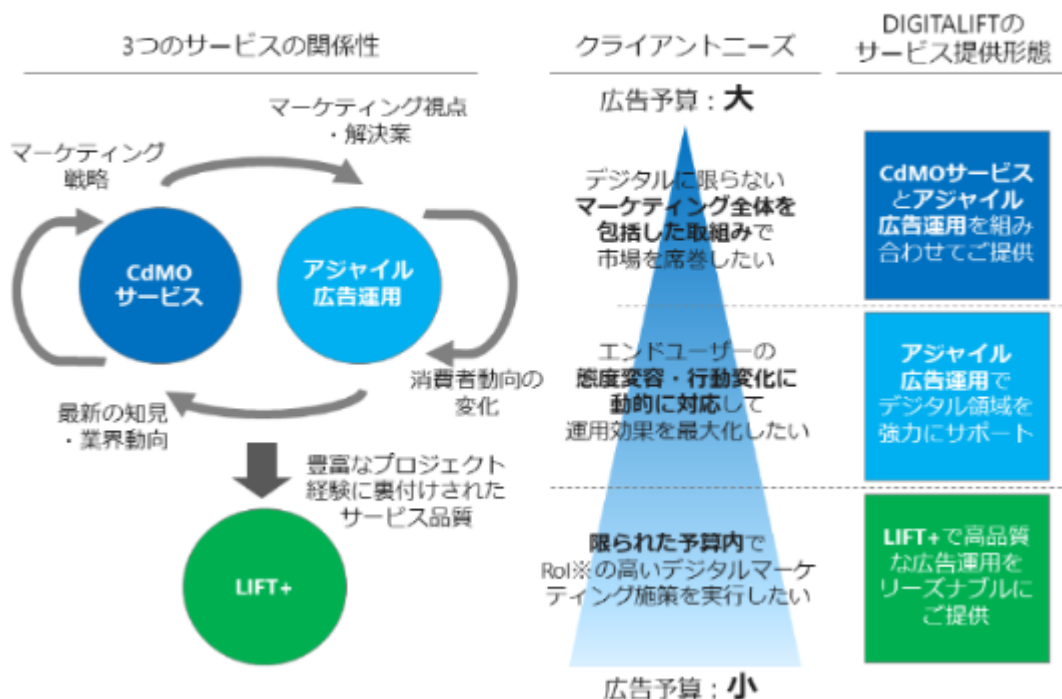 3つのサービスの関係性
マーケティング視点
・解決案
マーケティング
戦略
CdMO
サービス
アジャイル
広告運用
消費者動向の
変化
最新の知見
・業界動向
豊富なプロジェクト
経験に裏付けされた
サービス品質
LIFT+
クライアントニーズ
広告予算：大
デジタルに限らない
マーケティング全体を
包括した取組みで
市場を席巻したい
エンドユーザーの
態度変容・行動変化に
動的に対応して
運用効果を最大化したい
限られた予算内で
RoI※の高いデジタルマーケ
ティング施策を実行したい
広告予算：小
DIGITALIFTの
サービス提供形態
CdMOサービス
とアジャイル
広告運用を組み
合わせてご提供
アジャイル
広告運用で
デジタル領域を
強力にサポート
LIFT+で高品質
な広告運用を
リーズナブルに
ご提供